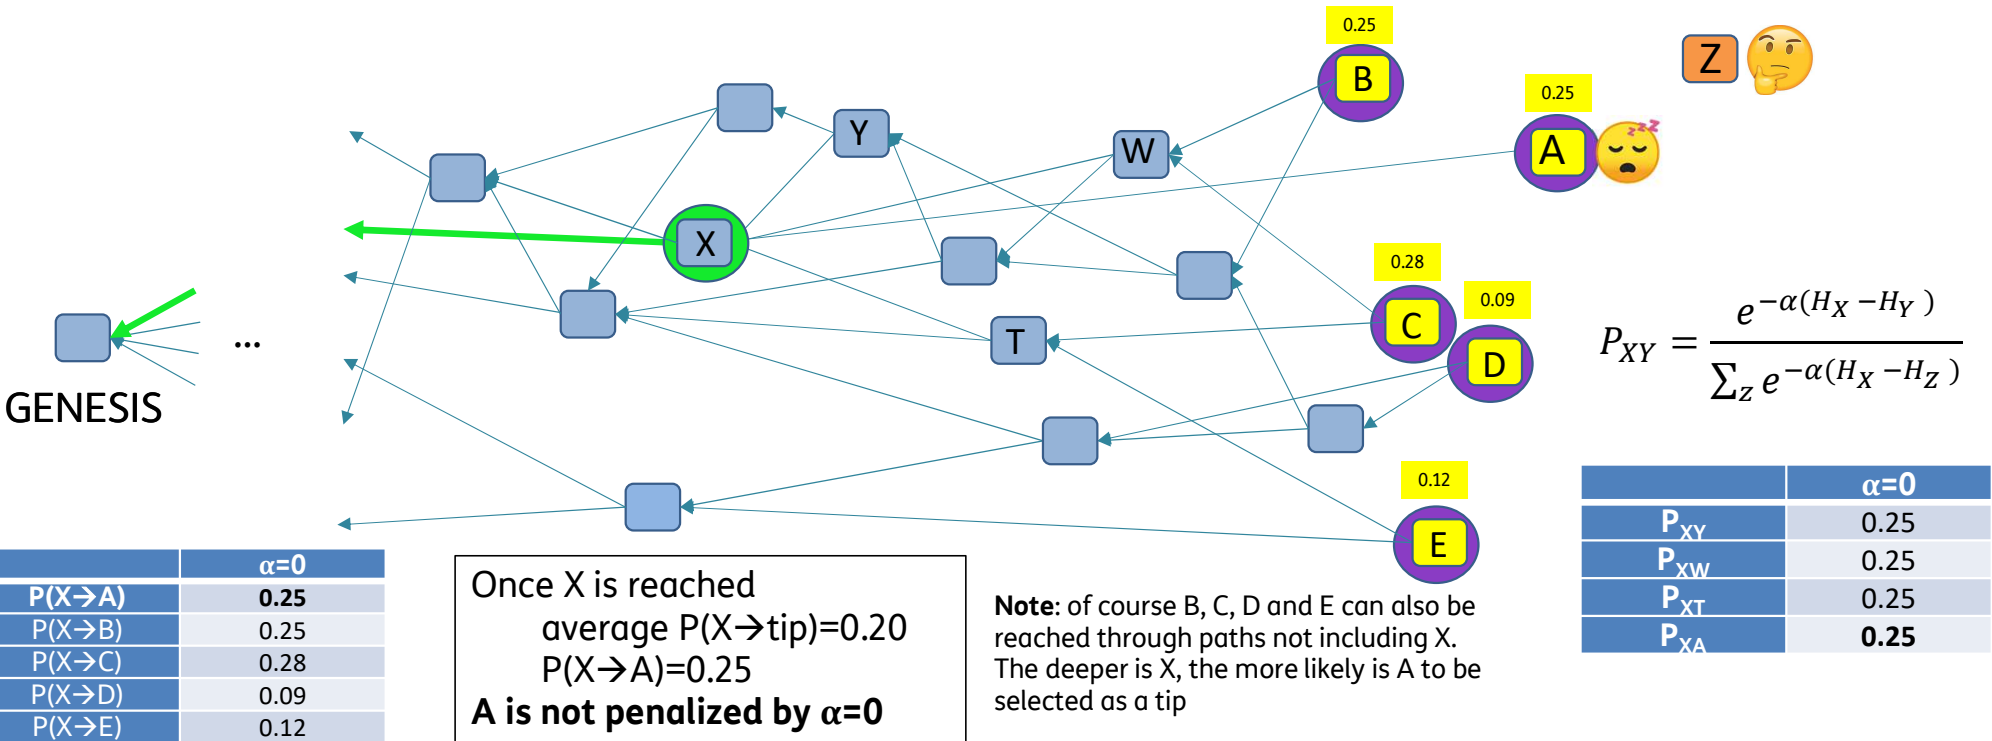 0.25
B
Z
0.25
A
zzz
Y
W
X
0.28
C
0.09
D
T
P_XY = e^{-α(H_X −H_Y )} / ∑_Z e^{-α(H_X −H_Z )}
...
GENESIS
0.12
E
α=0
P_XY 0.25
P_XW 0.25
P_XT 0.25
P_XA 0.25
α=0
P(X→A) 0.25
P(X→B) 0.25
P(X→C) 0.28
P(X→D) 0.09
P(X→E) 0.12
Once X is reached
average P(X→tip)=0.20
P(X→A)=0.25
A is not penalized by α=0
Note: of course B, C, D and E can also be
reached through paths not including X.
The deeper is X, the more likely is A to be
selected as a tip